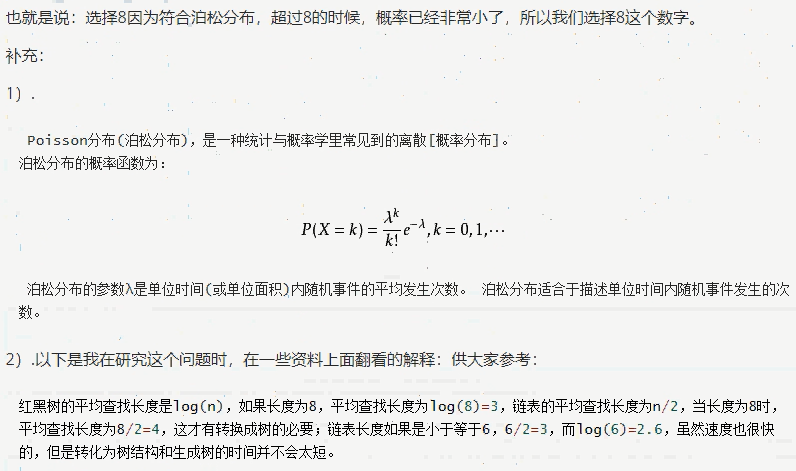 也就是说：选择8因为符合泊松分布，超过8的时候，概率已经非常小了，所以我们选择8这个数字。
补充：
1）.
Poisson分布(泊松分布)，是一种统计与概率学里常见到的离散[概率分布]。
泊松分布的概率函数为：
P(X = k) = λ^k/k! e^{-λ}, k = 0, 1, ⋯
泊松分布的参数λ是单位时间(或单位面积)内随机事件的平均发生次数。 泊松分布适合于描述单位时间内随机事件发生的次
数。
2）.以下是我在研究这个问题时，在一些资料上面翻看的解释：供大家参考：
红黑树的平均查找长度是log(n)，如果长度为8，平均查找长度为log(8)=3，链表的平均查找长度为n/2，当长度为8时，
平均查找长度为8/2=4，这才有转换成树的必要；链表长度如果是小于等于6，6/2=3，而log(6)=2.6，虽然速度也很快
的，但是转化为树结构和生成树的时间并不会太短。